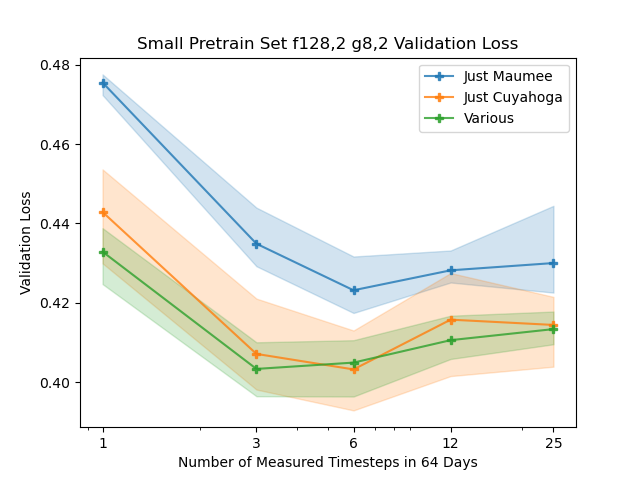 Small Pretrain Set f128,2 g8,2 Validation Loss
0.48
0.46
0.44
0.42
0.40
Validation Loss
Just Maumee
Just Cuyahoga
Various
1
3
6
12
25
Number of Measured Timesteps in 64 Days